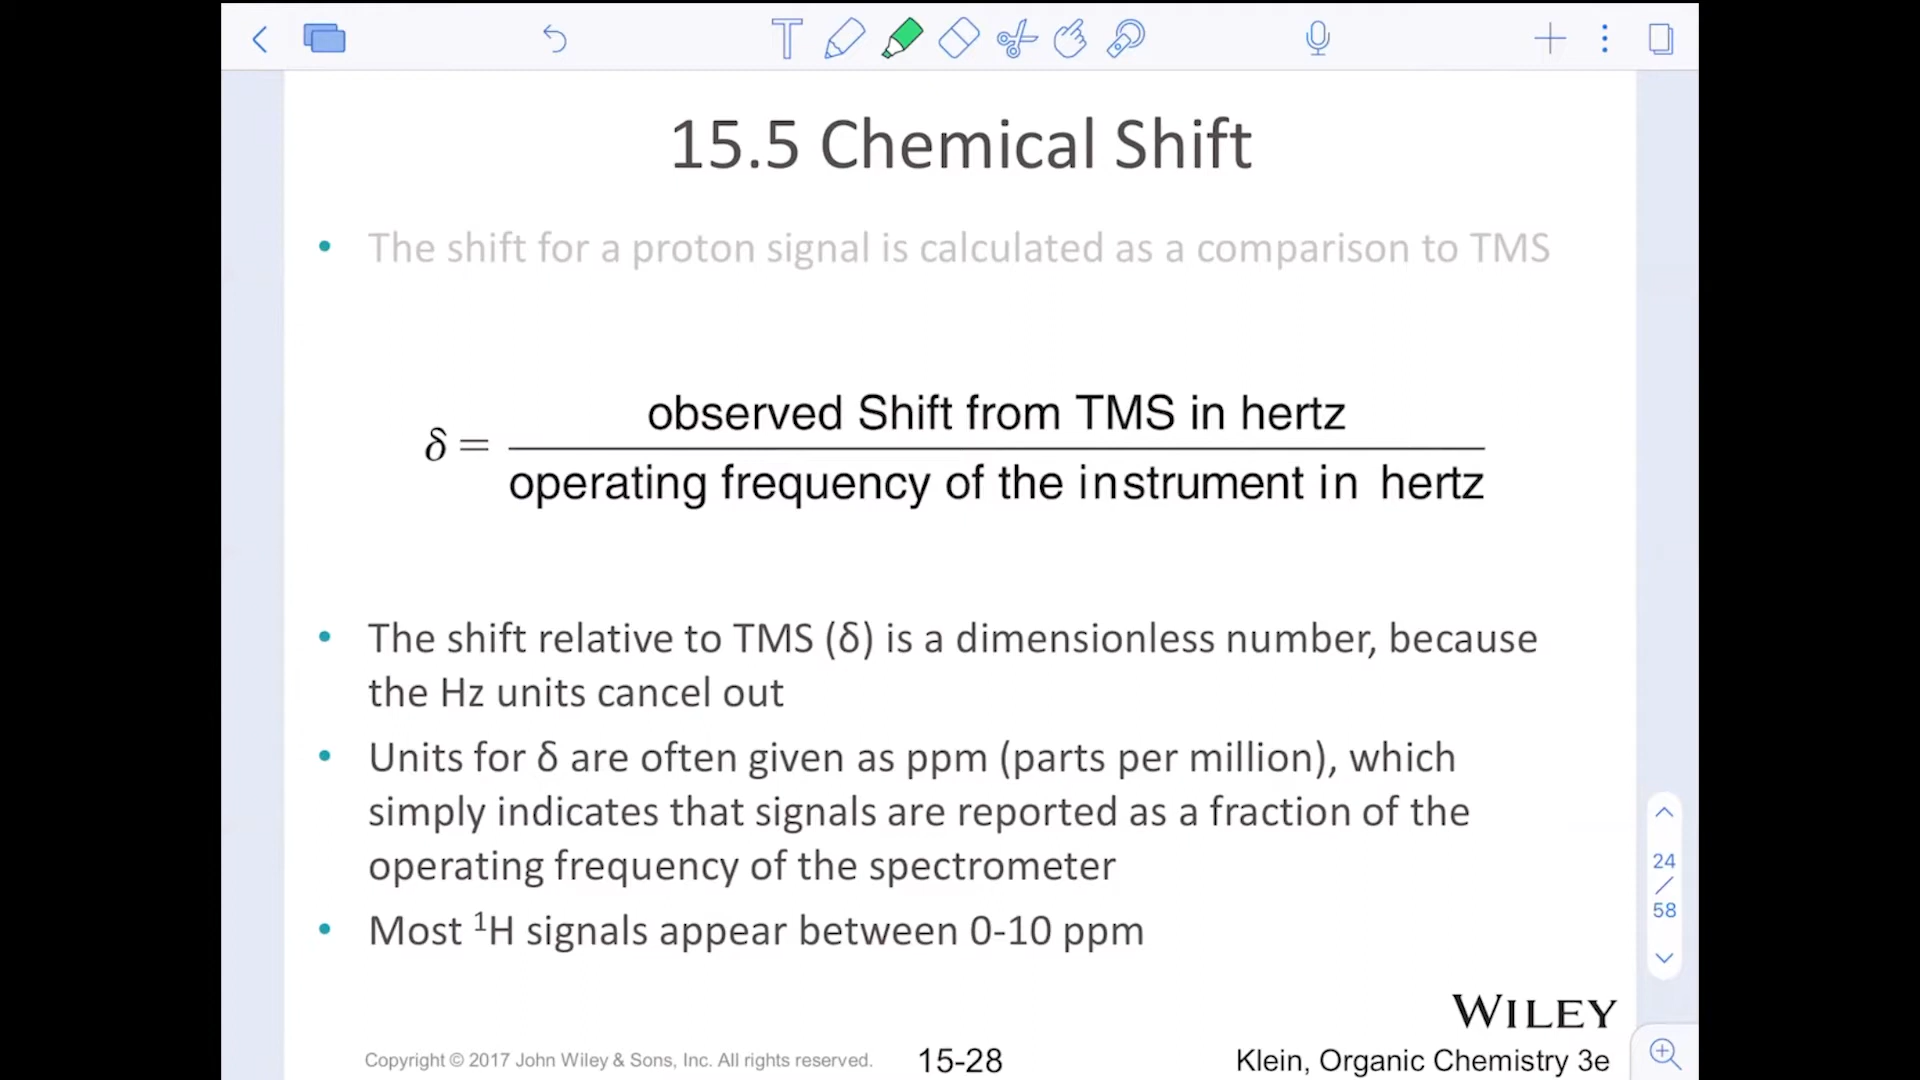 15.5 Chemical Shift
• The shift for a proton signal is calculated as a comparison to TMS
observed Shift from TMS in hertz
δ =
operating frequency of the instrument in hertz
• The shift relative to TMS (δ) is a dimensionless number, because
the Hz units cancel out
• Units for δ are often given as ppm (parts per million), which
simply indicates that signals are reported as a fraction of the
operating frequency of the spectrometer
• Most ¹H signals appear between 0-10 ppm
24
/
58
WILEY
Copyright © 2017 John Wiley & Sons, Inc. All rights reserved.
15-28
Klein, Organic Chemistry 3e